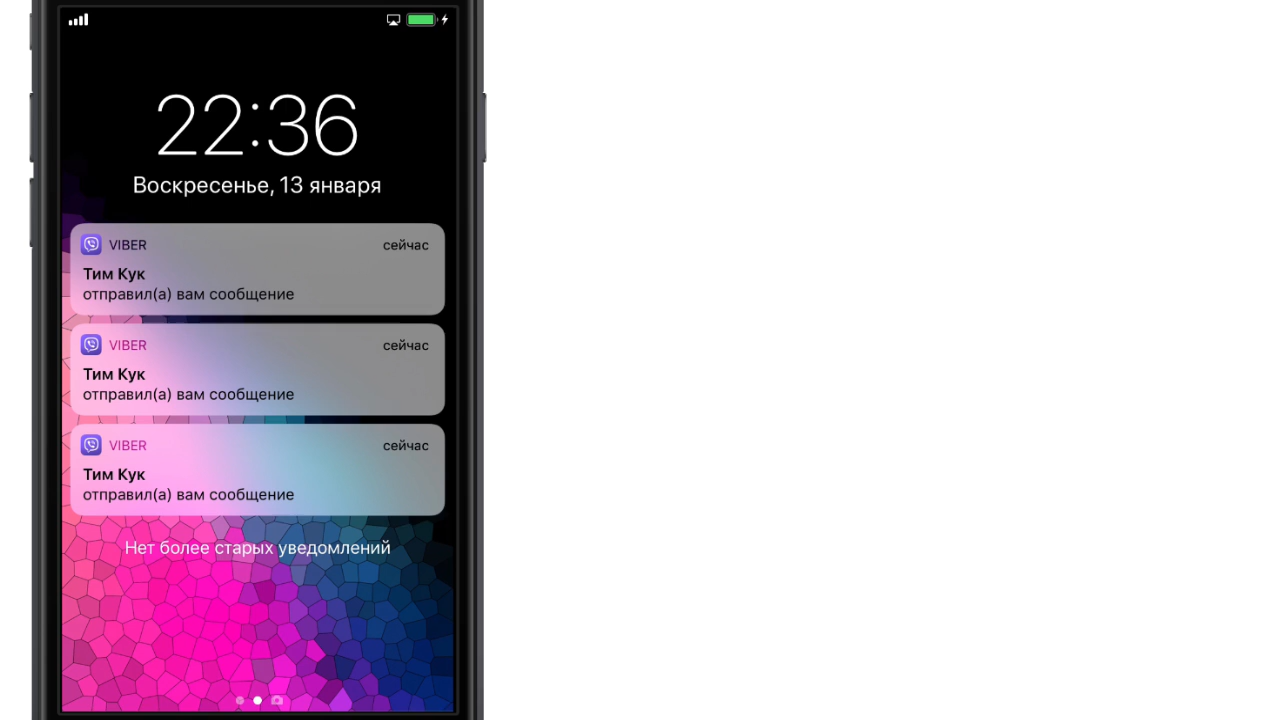 22:36
Воскресенье, 13 января
VIBER сейчас
Тим Кук
отправил(а) вам сообщение
VIBER сейчас
Тим Кук
отправил(а) вам сообщение
VIBER сейчас
Тим Кук
отправил(а) вам сообщение
Нет более старых уведомлений